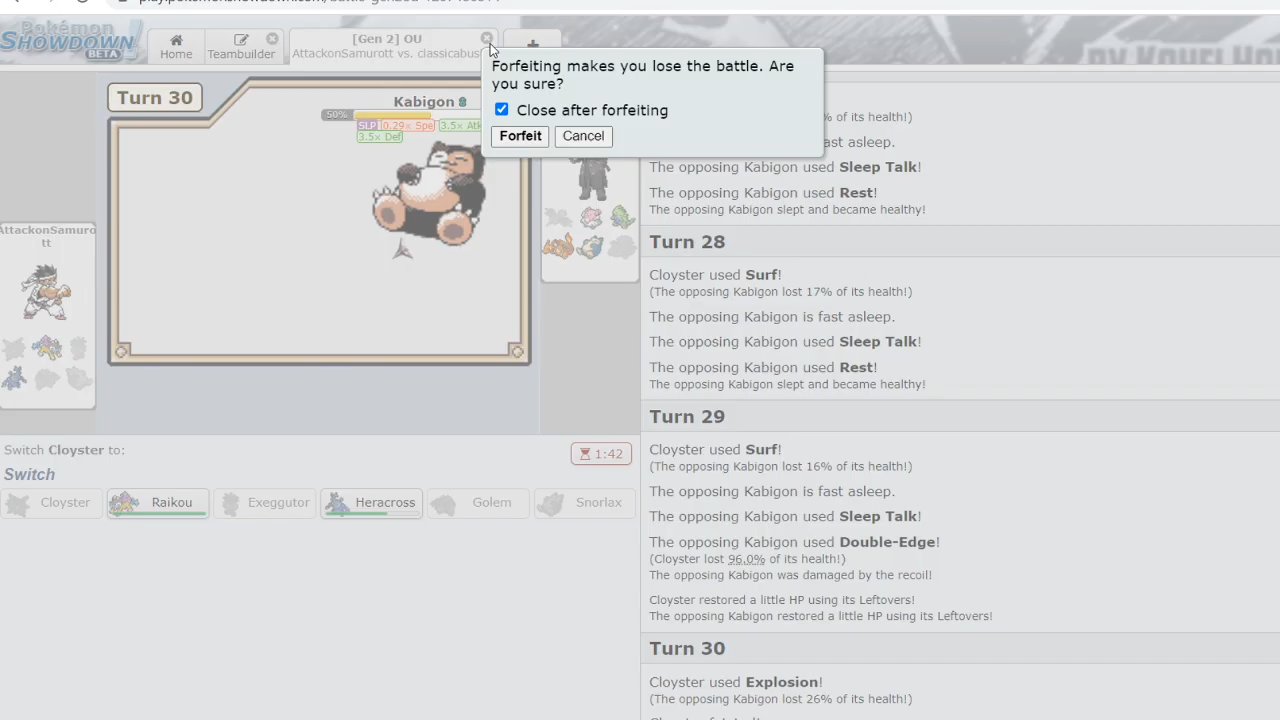 Pokémon
SHOWDOWN
BETA
Home
Teambuilder
[Gen 2] OU
AttackonSamurott vs. classicabus
+
Forfeiting makes you lose the battle. Are
you sure?
Close after forfeiting
Forfeit
Cancel
Turn 30
Kabigon
50%
SLP 0.29× Spe 3.5× Atk
3.5× Def
AttackonSamuro
tt
Switch Cloyster to:
1:42
Switch
Cloyster
Raikou
Exeggutor
Heracross
Golem
Snorlax
% of its health!)
ast asleep.
The opposing Kabigon used Sleep Talk!
The opposing Kabigon used Rest!
The opposing Kabigon slept and became healthy!
Turn 28
Cloyster used Surf!
(The opposing Kabigon lost 17% of its health!)
The opposing Kabigon is fast asleep.
The opposing Kabigon used Sleep Talk!
The opposing Kabigon used Rest!
The opposing Kabigon slept and became healthy!
Turn 29
Cloyster used Surf!
(The opposing Kabigon lost 16% of its health!)
The opposing Kabigon is fast asleep.
The opposing Kabigon used Sleep Talk!
The opposing Kabigon used Double-Edge!
(Cloyster lost 96.0% of its health!)
The opposing Kabigon was damaged by the recoil!
Cloyster restored a little HP using its Leftovers!
The opposing Kabigon restored a little HP using its Leftovers!
Turn 30
Cloyster used Explosion!
(The opposing Kabigon lost 26% of its health!)